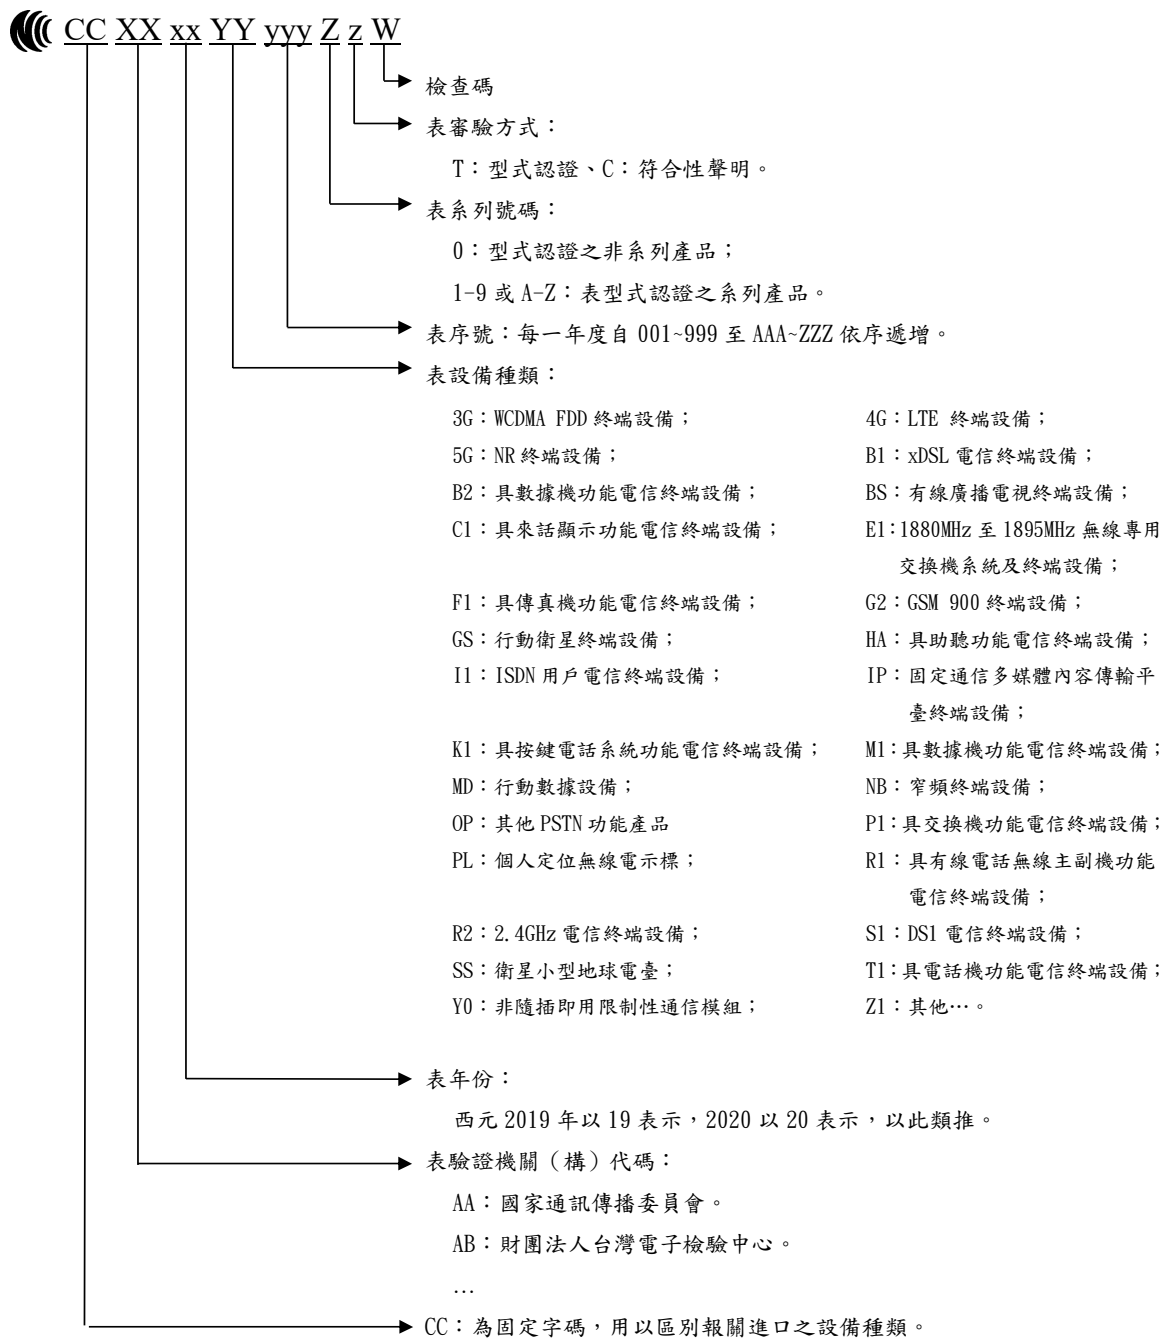 CC XX xx YY yyy Z z W
檢查碼
表審驗方式：
T：型式認證、C：符合性聲明。
表系列號碼：
0：型式認證之非系列產品；
1-9 或 A-Z：表型式認證之系列產品。
表序號：每一年度自 001~999 至 AAA~ZZZ 依序遞增。
表設備種類：
3G：WCDMA FDD 終端設備； 4G：LTE 終端設備；
5G：NR 終端設備； B1：xDSL 電信終端設備；
B2：具數據機功能電信終端設備； BS：有線廣播電視終端設備；
C1：具來話顯示功能電信終端設備； E1：1880MHz 至 1895MHz 無線專用
交換機系統及終端設備；
F1：具傳真機功能電信終端設備； G2：GSM 900 終端設備；
GS：行動衛星終端設備； HA：具助聽功能電信終端設備；
I1：ISDN 用戶電信終端設備； IP：固定通信多媒體內容傳輸平
臺終端設備；
K1：具按鍵電話系統功能電信終端設備； M1：具數據機功能電信終端設備；
MD：行動數據設備； NB：窄頻終端設備；
OP：其他 PSTN 功能產品 P1：具交換機功能電信終端設備；
PL：個人定位無線電示標； R1：具有線電話無線主副機功能
電信終端設備；
R2：2.4GHz 電信終端設備； S1：DS1 電信終端設備；
SS：衛星小型地球電臺； T1：具電話機功能電信終端設備；
Y0：非隨插即用限制性通信模組； Z1：其他…。
表年份：
西元 2019 年以 19 表示，2020 以 20 表示，以此類推。
表驗證機關（構）代碼：
AA：國家通訊傳播委員會。
AB：財團法人台灣電子檢驗中心。
…
CC：為固定字碼，用以區別報關進口之設備種類。